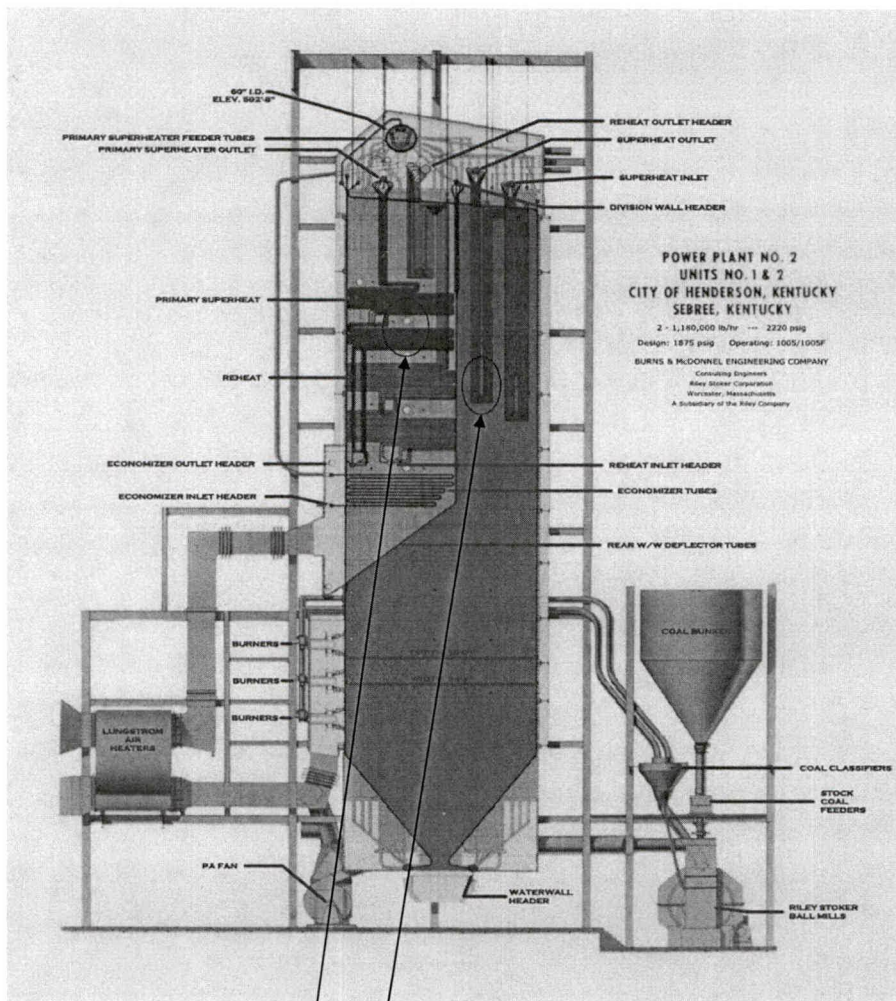 60" I.D.
ELEV. 592'-8"
PRIMARY SUPERHEATER FEEDER TUBES
PRIMARY SUPERHEATER OUTLET
REHEAT OUTLET HEADER
SUPERHEAT OUTLET
SUPERHEAT INLET
DIVISION WALL HEADER
POWER PLANT NO. 2
UNITS NO. 1 & 2
CITY OF HENDERSON, KENTUCKY
SEBREE, KENTUCKY
2 - 1,180,000 lb/hr --- 2220 psig
Design: 1875 psig Operating: 1005/1005F
BURNS & McDONNEL ENGINEERING COMPANY
Consulting Engineers
Riley Stoker Corporation
Worcester, Massachusetts
A Subsidiary of the Riley Company
PRIMARY SUPERHEAT
REHEAT
ECONOMIZER OUTLET HEADER
REHEAT INLET HEADER
ECONOMIZER INLET HEADER
ECONOMIZER TUBES
REAR W/W DEFLECTOR TUBES
COAL BUNKER
BURNERS
BURNERS
BURNERS
LUNGSTROM
AIR
HEATERS
COAL CLASSIFIERS
STOCK
COAL
FEEDERS
PA FAN
WATERWALL
HEADER
RILEY STOKER
BALL MILLS